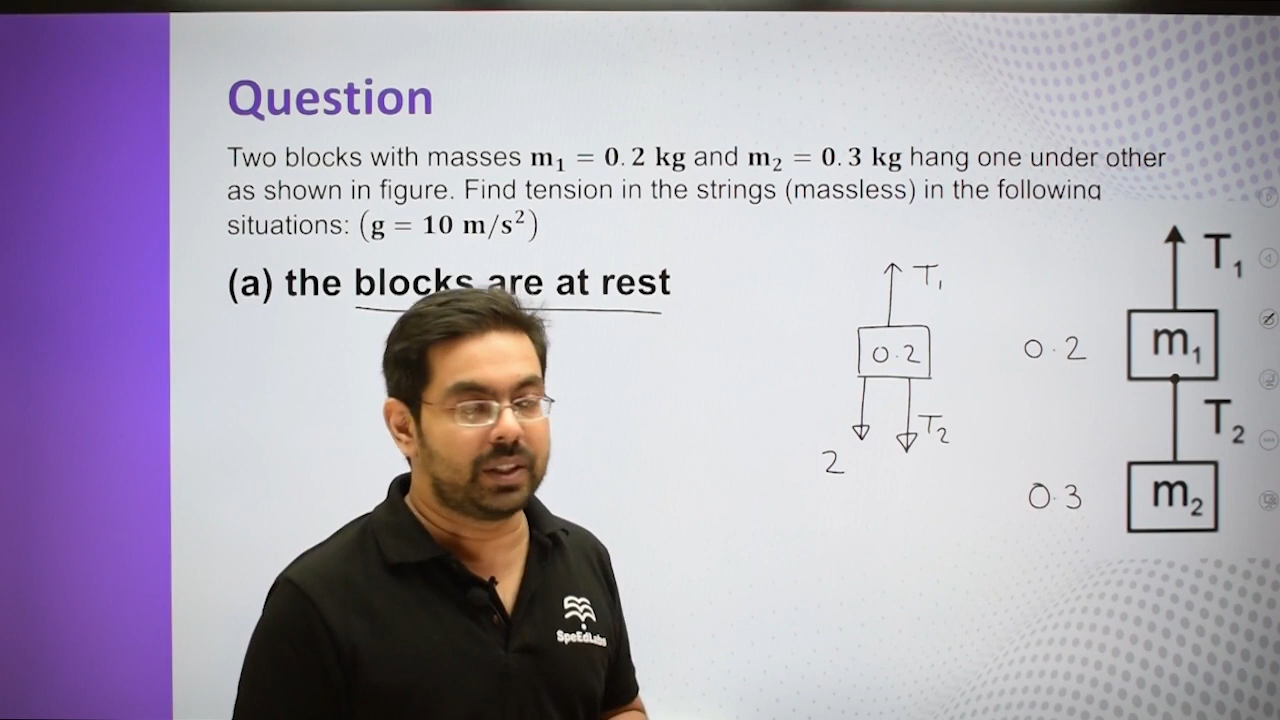 Question
Two blocks with masses m₁ = 0.2 kg and m₂ = 0.3 kg hang one under other
as shown in figure. Find tension in the strings (massless) in the following
situations: (g = 10 m/s²)
(a) the blocks are at rest
T₁
0.2
2
T₂
0.2
0.3
T₁
m₁
T₂
m₂
SpeEdLabs